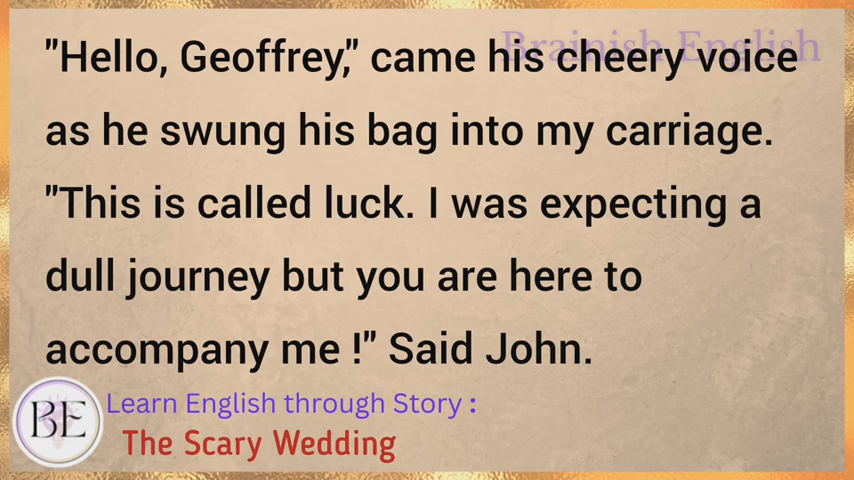 Brainish English
"Hello, Geoffrey," came his cheery voice
as he swung his bag into my carriage.
"This is called luck. I was expecting a
dull journey but you are here to
accompany me !" Said John.
BE
Learn English through Story :
The Scary Wedding